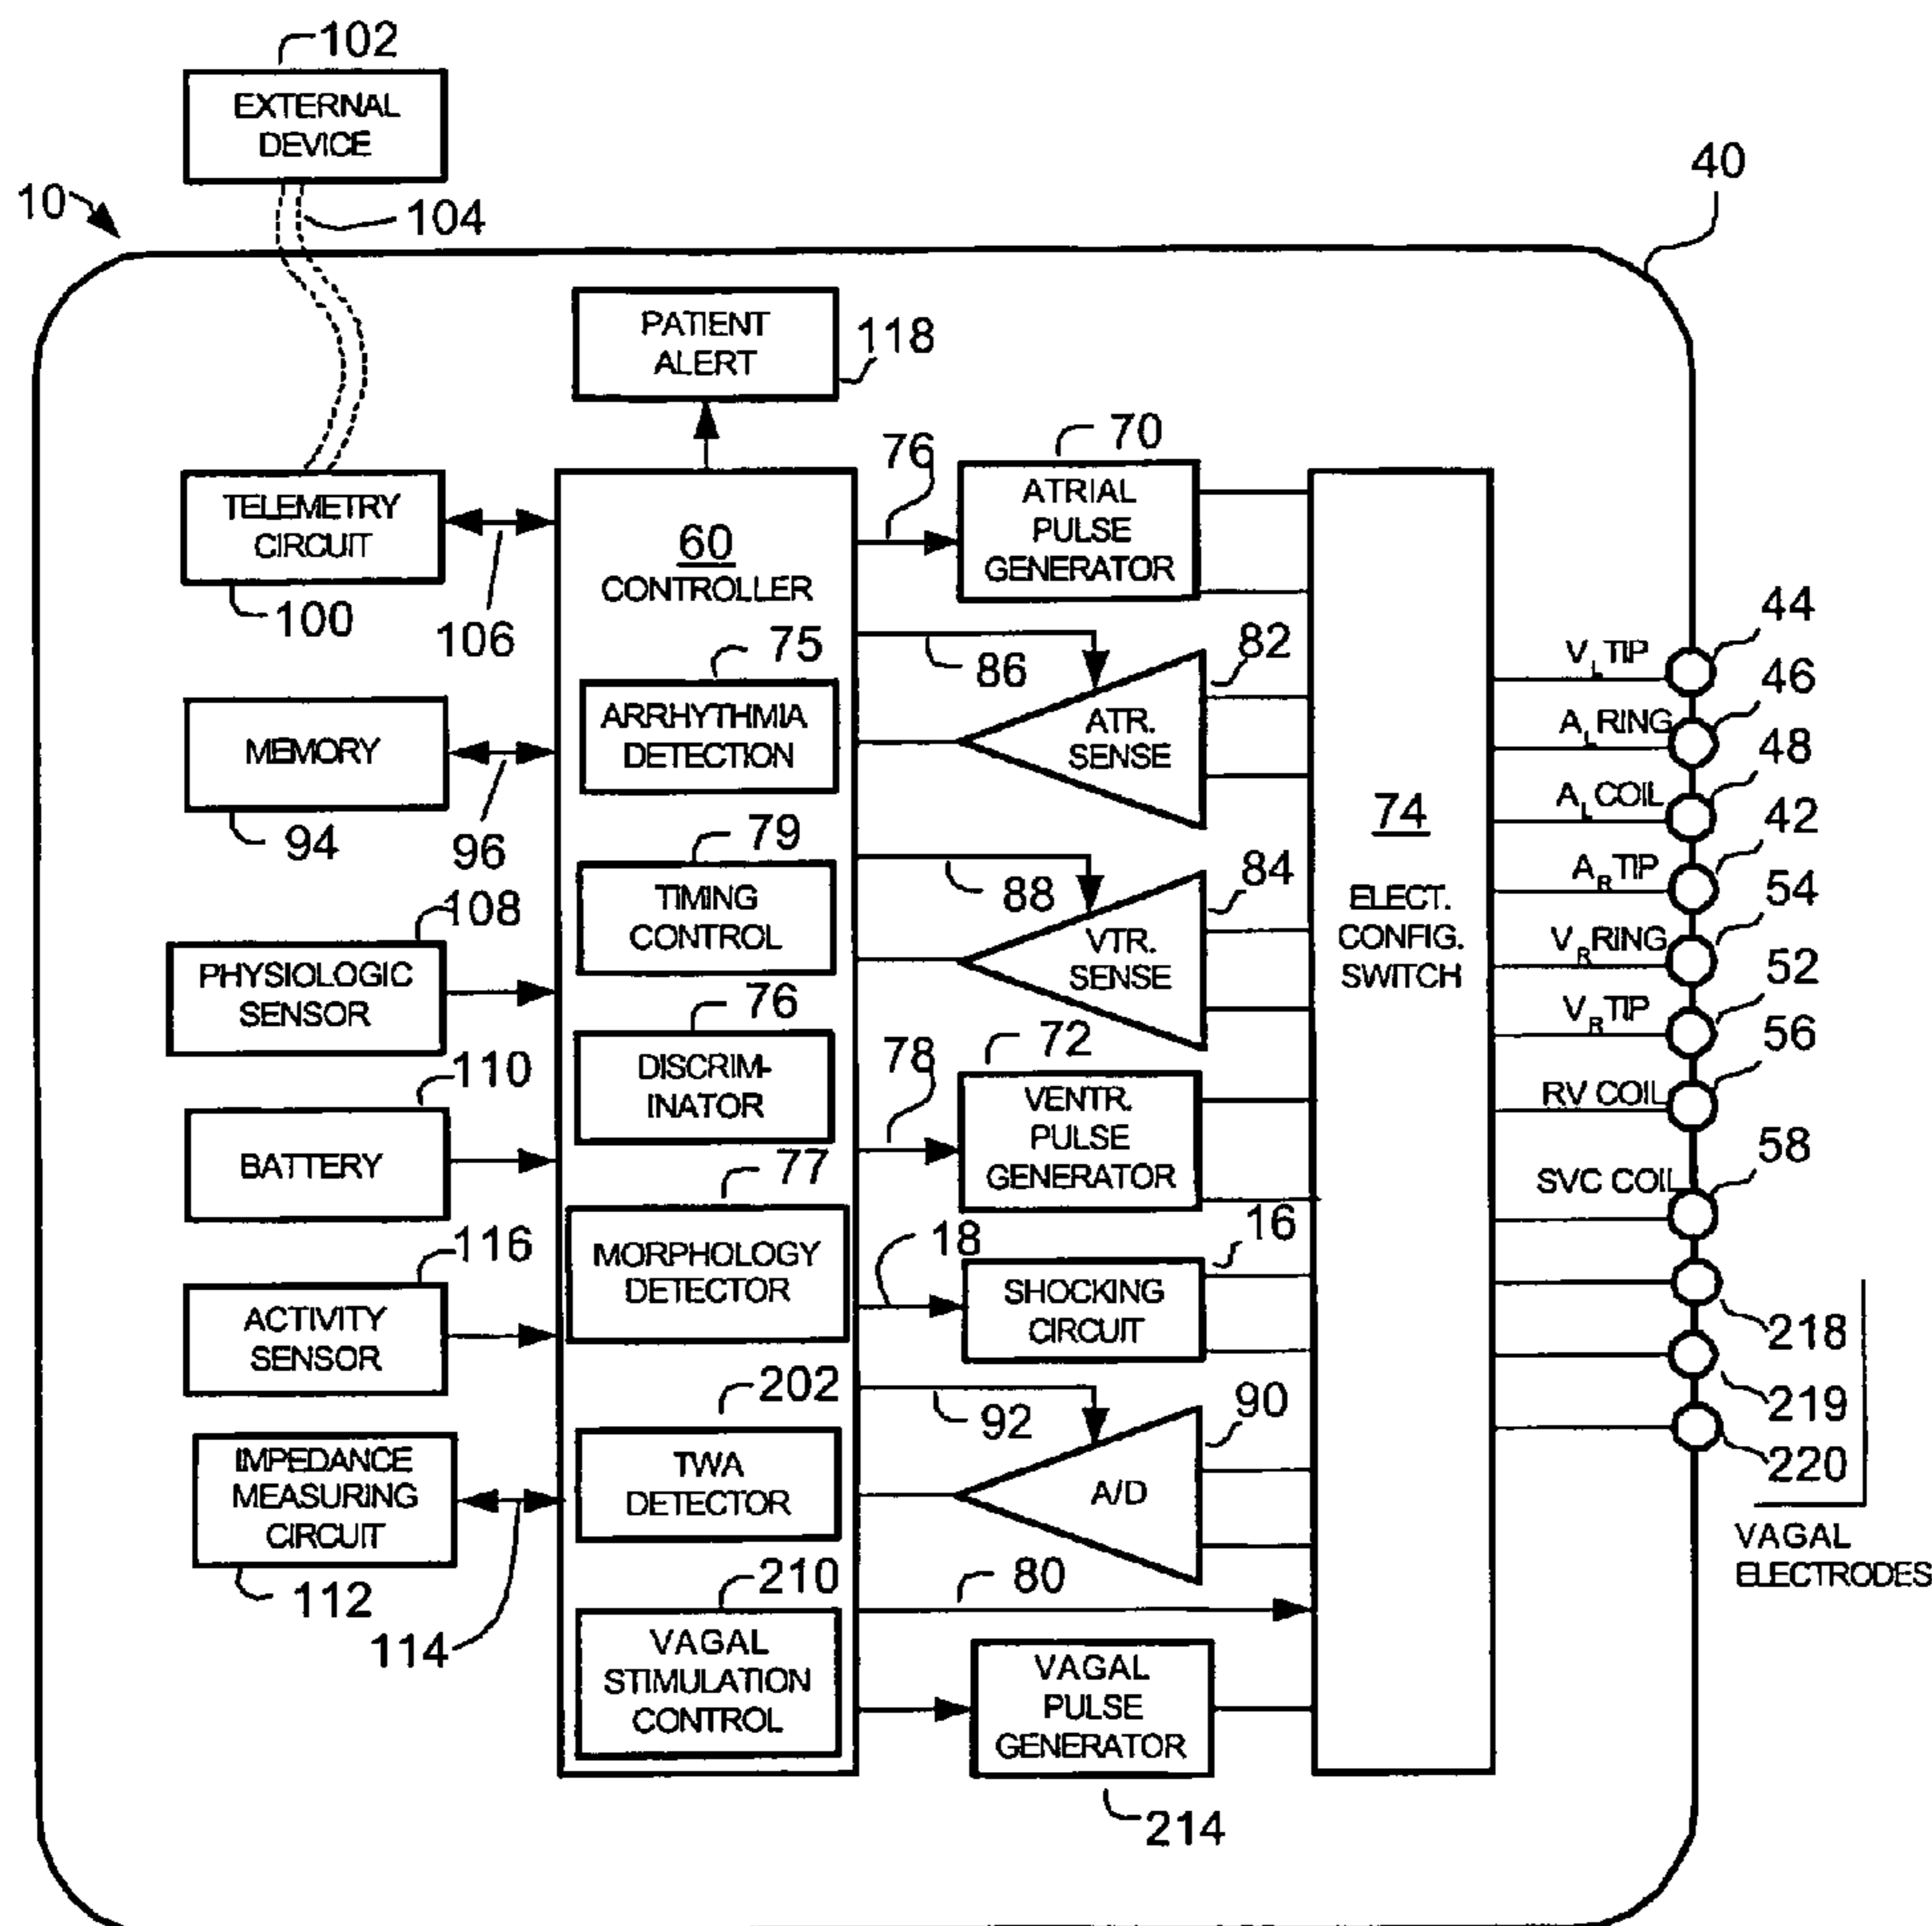 102
EXTERNAL
DEVICE
10
104
40
PATIENT
ALERT
118
TELEMETRY
CIRCUIT
100
106
MEMORY
94
96
108
PHYSIOLOGIC
SENSOR
110
BATTERY
116
ACTIVITY
SENSOR
IMPEDANCE
MEASURING
CIRCUIT
112
114
60
CONTROLLER
75
ARRHYTHMIA
DETECTION
79
TIMING
CONTROL
76
DISCRIM-
INATOR
77
MORPHOLOGY
DETECTOR
202
TWA
DETECTOR
210
VAGAL
STIMULATION
CONTROL
76
70
ATRIAL
PULSE
GENERATOR
86
82
ATR.
SENSE
88
84
VTR.
SENSE
78
72
VENTR.
PULSE
GENERATOR
18
16
SHOCKING
CIRCUIT
92
90
A/D
80
VAGAL
PULSE
GENERATOR
214
74
ELECT.
CONFIG.
SWITCH
VL TIP 44
AL RING 46
AL COIL 48
AR TIP 42
VR RING 54
VR TIP 52
RV COIL 56
SVC COIL 58
218
219
220
VAGAL
ELECTRODES